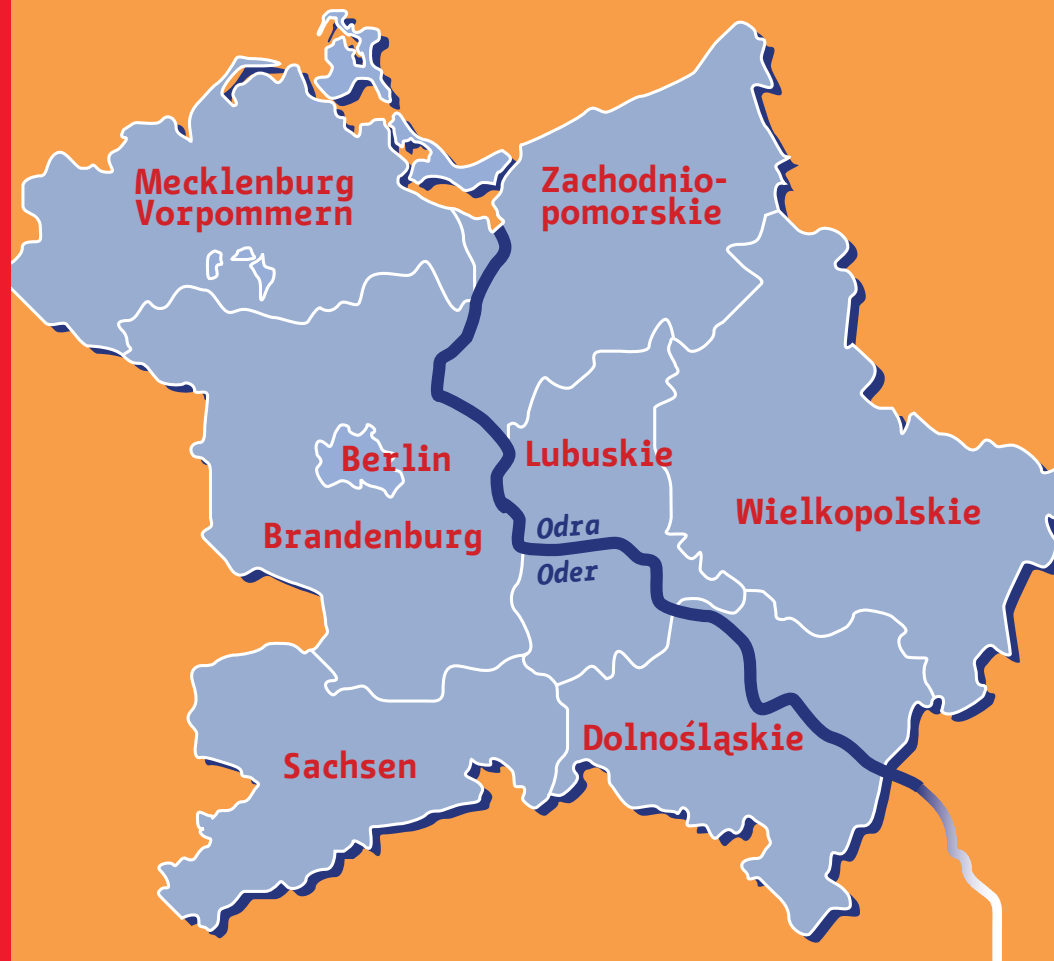 Mecklenburg
Vorpommern
Zachodnio-
pomorskie
Berlin
Lubuskie
Brandenburg
Wielkopolskie
Odra
Oder
Sachsen
Dolnośląskie